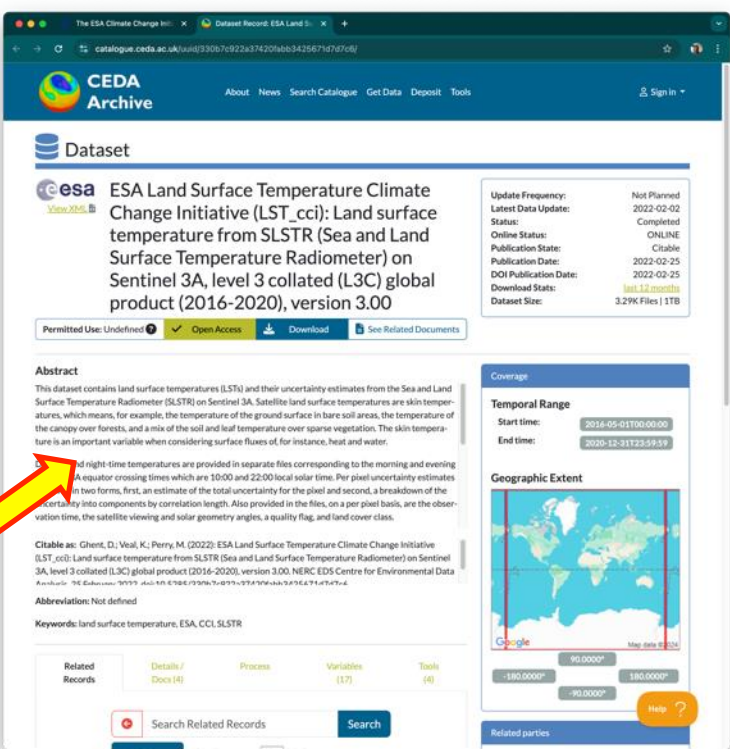 The ESA Climate Change Initi
Dataset Record: ESA Land Su
catalogue.ceda.ac.uk/uuid/330b7c922a37420fabb3425671d7d7c6/
CEDA
Archive
About News Search Catalogue Get Data Deposit Tools
Sign in
Dataset
esa
View XML
ESA Land Surface Temperature Climate
Change Initiative (LST_cci): Land surface
temperature from SLSTR (Sea and Land
Surface Temperature Radiometer) on
Sentinel 3A, level 3 collated (L3C) global
product (2016-2020), version 3.00
Update Frequency: Not Planned
Latest Data Update: 2022-02-02
Status: Completed
Online Status: ONLINE
Publication State: Citable
Publication Date: 2022-02-25
DOI Publication Date: 2022-02-25
Download Stats: last 12 months
Dataset Size: 3.29K Files | 1TB
Permitted Use: Undefined ? Open Access Download See Related Documents
Abstract
This dataset contains land surface temperatures (LSTs) and their uncertainty estimates from the Sea and Land
Surface Temperature Radiometer (SLSTR) on Sentinel 3A. Satellite land surface temperatures are skin temper-
atures, which means, for example, the temperature of the ground surface in bare soil areas, the temperature of
the canopy over forests, and a mix of the soil and leaf temperature over sparse vegetation. The skin tempera-
ture is an important variable when considering surface fluxes of, for instance, heat and water.
nd night-time temperatures are provided in separate files corresponding to the morning and evening
A equator crossing times which are 10:00 and 22:00 local solar time. Per pixel uncertainty estimates
in two forms, first, an estimate of the total uncertainty for the pixel and second, a breakdown of the
uncertainty into components by correlation length. Also provided in the files, on a per pixel basis, are the obser-
vation time, the satellite viewing and solar geometry angles, a quality flag, and land cover class.
Citable as: Ghent, D.; Veal, K.; Perry, M. (2022): ESA Land Surface Temperature Climate Change Initiative
(LST_cci): Land surface temperature from SLSTR (Sea and Land Surface Temperature Radiometer) on Sentinel
3A, level 3 collated (L3C) global product (2016-2020), version 3.00. NERC EDS Centre for Environmental Data
Analysis, 25 February 2022. doi:10.5285/330b7c922a37420fabb3425671d7d7c6
Abbreviation: Not defined
Keywords: land surface temperature, ESA, CCI, SLSTR
Coverage
Temporal Range
Start time: 2016-05-01T00:00:00
End time: 2020-12-31T23:59:59
Geographic Extent
Google
Map data ©2024
90.0000°
-180.0000° 180.0000°
-90.0000°
Help ?
Related parties
Related Records
Details / Docs (4)
Process
Variables (17)
Tools (4)
Search Related Records Search